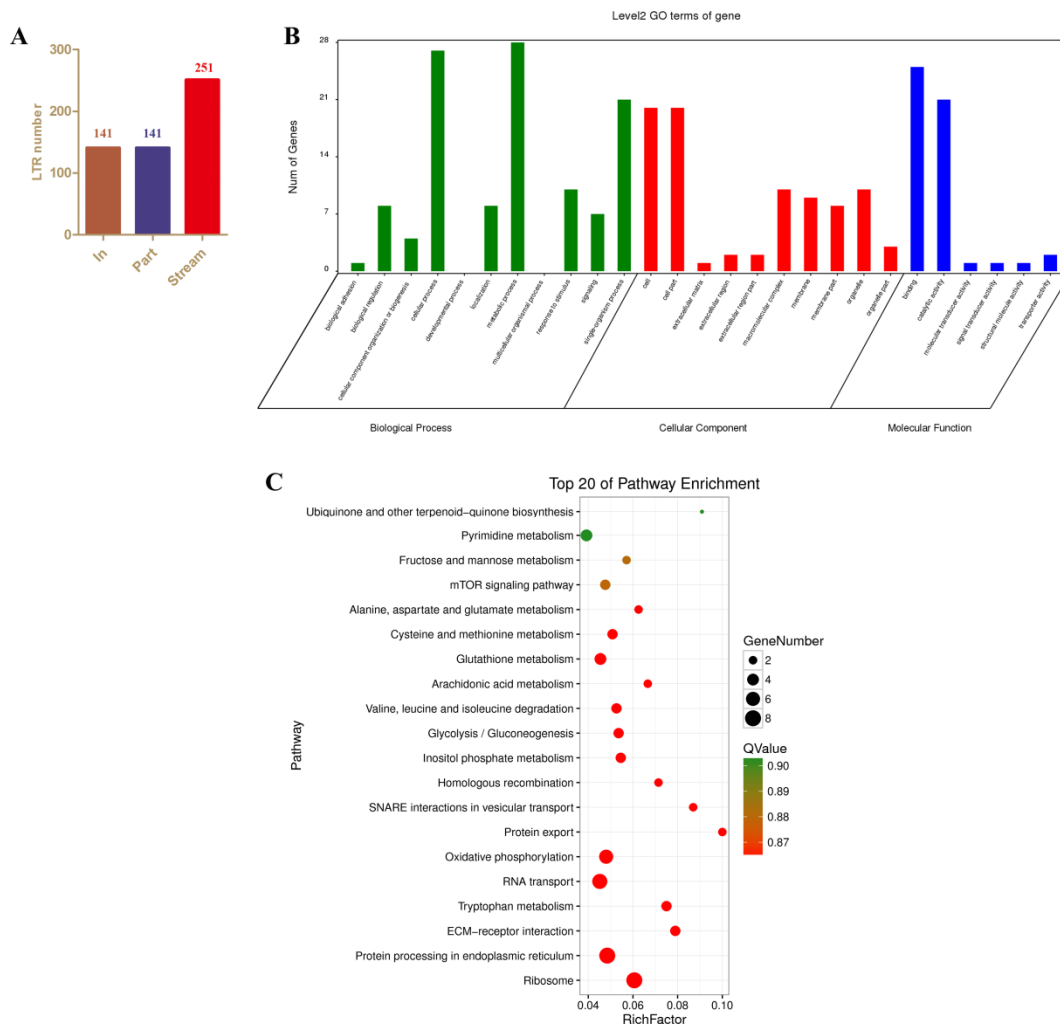 A
300
200
100
0
LTR number
141
141
251
In
Part
Stream
B
Level2 GO terms of gene
28
21
14
7
0
Num of Genes
biological adhesion
biological regulation
cellular component organization or biogenesis
cellular process
developmental process
localization
metabolic process
multicellular organismal process
response to stimulus
signaling
single-organism process
cell
cell part
extracellular matrix
extracellular region
extracellular region part
macromolecular complex
membrane
membrane part
organelle
organelle part
binding
catalytic activity
molecular transducer activity
signal transducer activity
structural molecule activity
transporter activity
Biological Process
Cellular Component
Molecular Function
C
Top 20 of Pathway Enrichment
Pathway
Ubiquinone and other terpenoid−quinone biosynthesis
Pyrimidine metabolism
Fructose and mannose metabolism
mTOR signaling pathway
Alanine, aspartate and glutamate metabolism
Cysteine and methionine metabolism
Glutathione metabolism
Arachidonic acid metabolism
Valine, leucine and isoleucine degradation
Glycolysis / Gluconeogenesis
Inositol phosphate metabolism
Homologous recombination
SNARE interactions in vesicular transport
Protein export
Oxidative phosphorylation
RNA transport
Tryptophan metabolism
ECM−receptor interaction
Protein processing in endoplasmic reticulum
Ribosome
0.04 0.06 0.08 0.10
RichFactor
GeneNumber
2
4
6
8
QValue
0.90
0.89
0.88
0.87